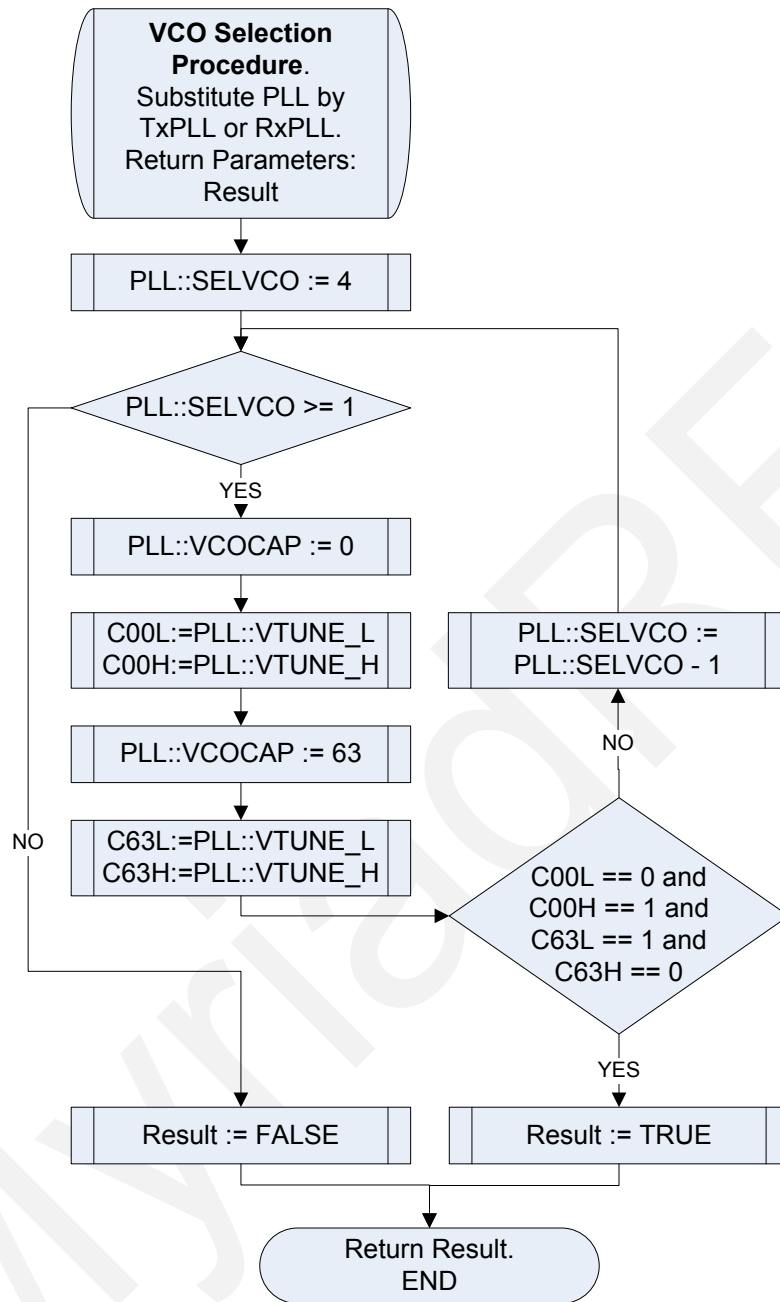 VCO Selection
Procedure.
Substitute PLL by
TxPLL or RxPLL.
Return Parameters:
Result
PLL::SELVCO := 4
PLL::SELVCO >= 1
YES
PLL::VCOCAP := 0
C00L:=PLL::VTUNE_L
C00H:=PLL::VTUNE_H
PLL::SELVCO :=
PLL::SELVCO - 1
PLL::VCOCAP := 63
NO
C63L:=PLL::VTUNE_L
C63H:=PLL::VTUNE_H
NO
C00L == 0 and
C00H == 1 and
C63L == 1 and
C63H == 0
YES
Result := FALSE
Result := TRUE
Return Result.
END
MyriadRF